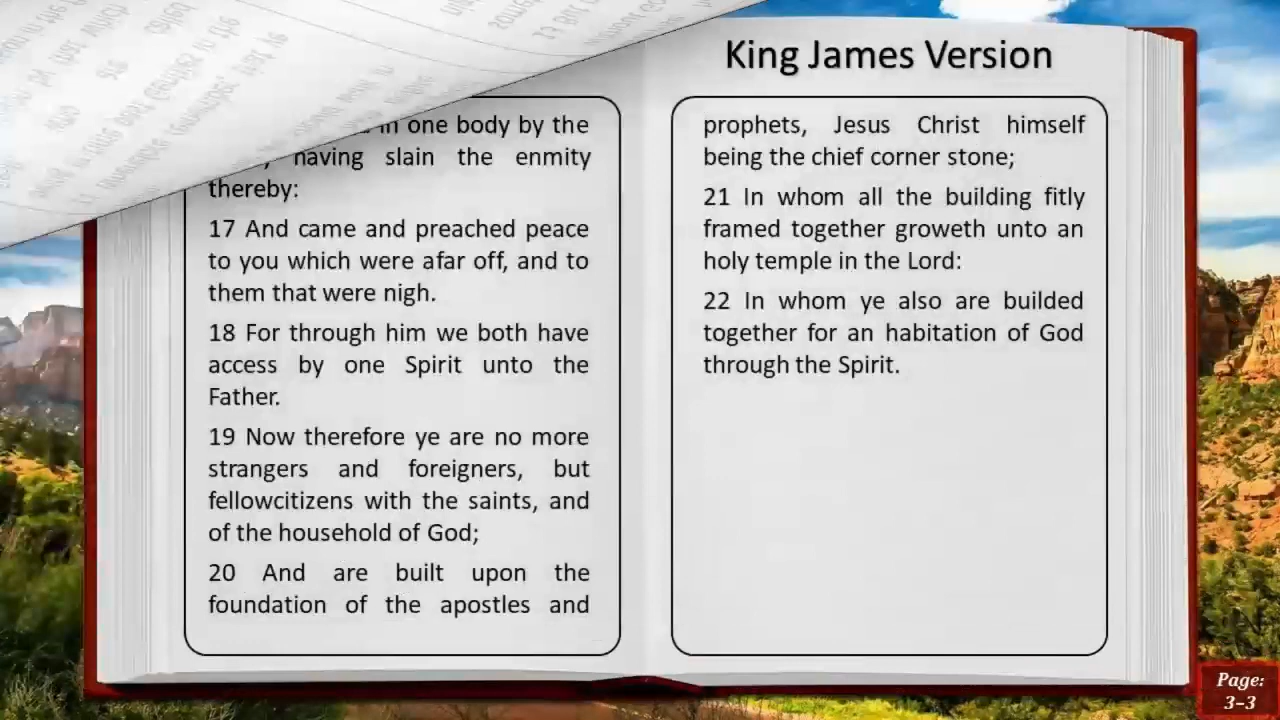 King James Version
in one body by the
having slain the enmity
thereby:
17 And came and preached peace
to you which were afar off, and to
them that were nigh.
18 For through him we both have
access by one Spirit unto the
Father.
19 Now therefore ye are no more
strangers and foreigners, but
fellowcitizens with the saints, and
of the household of God;
20 And are built upon the
foundation of the apostles and
prophets, Jesus Christ himself
being the chief corner stone;
21 In whom all the building fitly
framed together groweth unto an
holy temple in the Lord:
22 In whom ye also are builded
together for an habitation of God
through the Spirit.
Page:
3-3